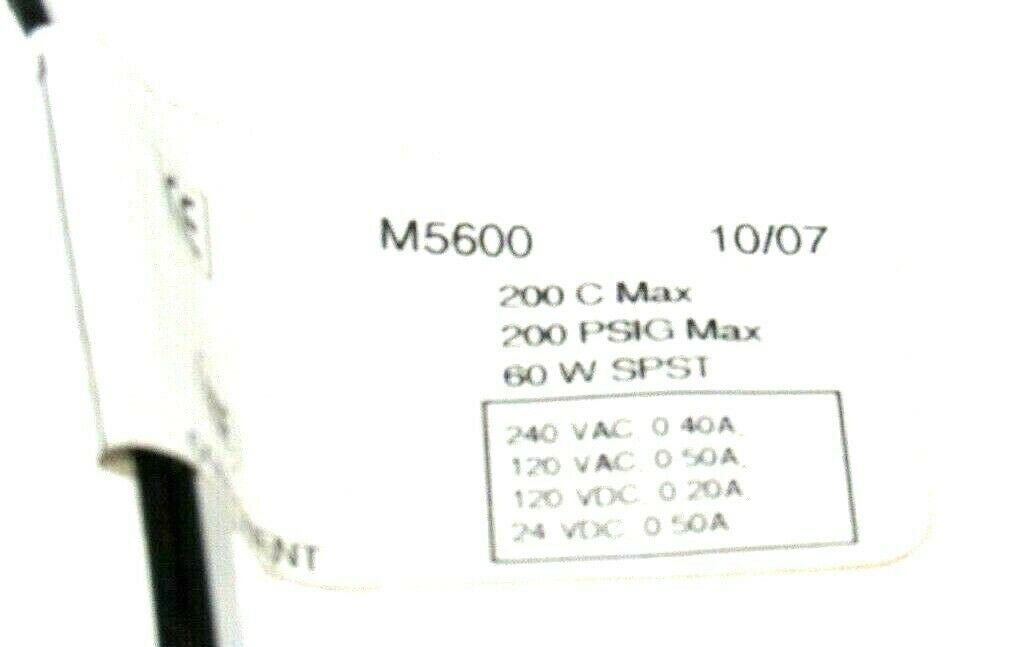 M5600 10/07
200 C Max
200 PSIG Max
60 W SPST
240 VAC. 0 40A.
120 VAC. 0 50A.
120 VDC. 0 20A.
24 VDC. 0 50A
ENT